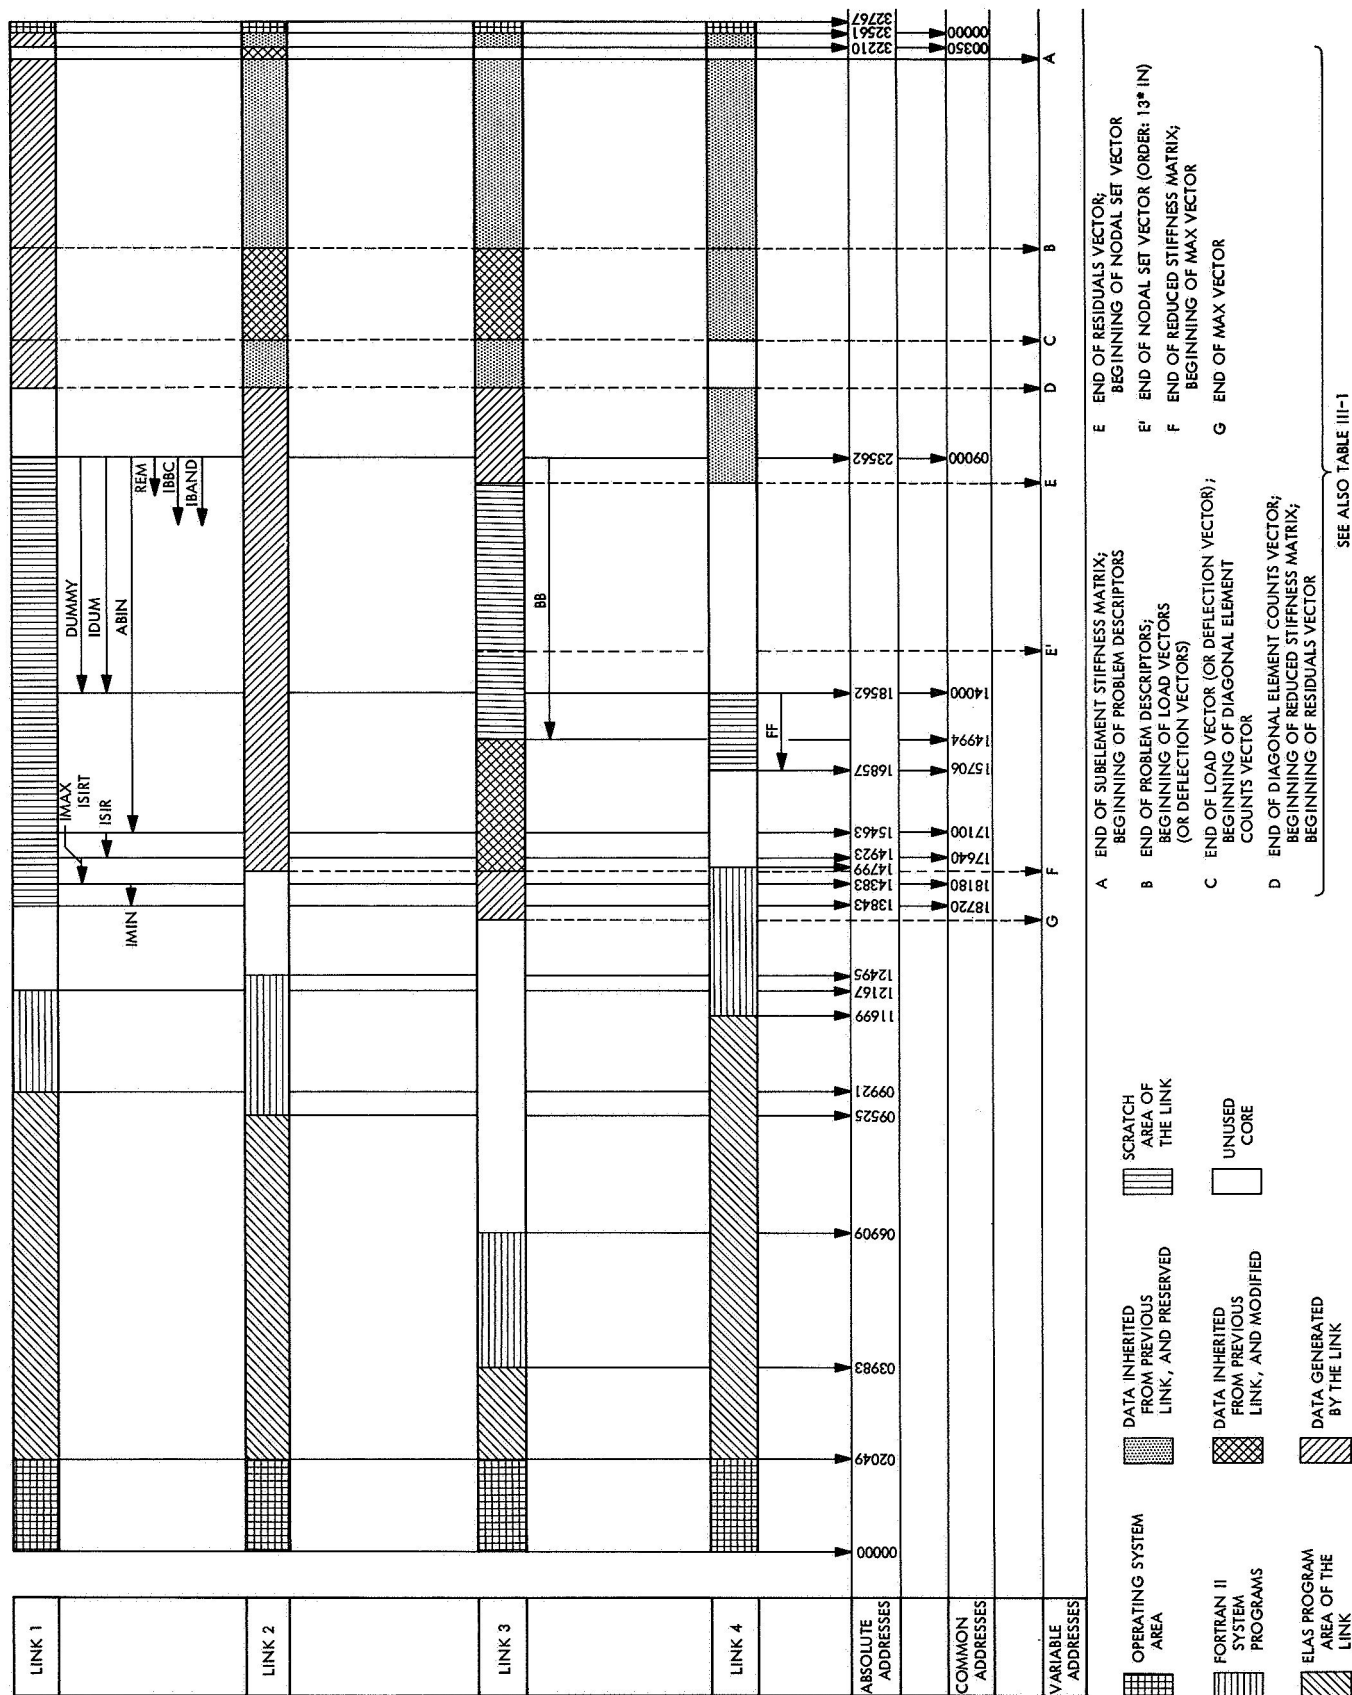 LINK 1
IMAX
ISIRT
ISIR
IMIN
DUMMY
IDUM
ABIN
REM
IBBC
IBAND
LINK 2
LINK 3
BB
LINK 4
FF
ABSOLUTE
ADDRESSES
00000
02049
03983
06909
09525
09921
11699
12167
12495
13843
14383
14799
14923
15463
16857
18562
23562
32210
32561
32767
COMMON
ADDRESSES
18720
18180
17640
17100
15706
14994
14000
09000
00350
00000
VARIABLE
ADDRESSES
G
F
E'
E
D
C
B
A
OPERATING SYSTEM
AREA
FORTRAN II
SYSTEM
PROGRAMS
ELAS PROGRAM
AREA OF THE
LINK
DATA INHERITED
FROM PREVIOUS
LINK, AND PRESERVED
DATA INHERITED
FROM PREVIOUS
LINK, AND MODIFIED
DATA GENERATED
BY THE LINK
SCRATCH
AREA OF
THE LINK
UNUSED
CORE
A END OF SUBELEMENT STIFFNESS MATRIX;
BEGINNING OF PROBLEM DESCRIPTORS
B END OF PROBLEM DESCRIPTORS;
BEGINNING OF LOAD VECTORS
(OR DEFLECTION VECTORS)
C END OF LOAD VECTOR (OR DEFLECTION VECTOR);
BEGINNING OF DIAGONAL ELEMENT
COUNTS VECTOR
D END OF DIAGONAL ELEMENT COUNTS VECTOR;
BEGINNING OF REDUCED STIFFNESS MATRIX;
BEGINNING OF RESIDUALS VECTOR
E END OF RESIDUALS VECTOR;
BEGINNING OF NODAL SET VECTOR
E' END OF NODAL SET VECTOR (ORDER: 13* IN)
F END OF REDUCED STIFFNESS MATRIX;
BEGINNING OF MAX VECTOR
G END OF MAX VECTOR
SEE ALSO TABLE III-1